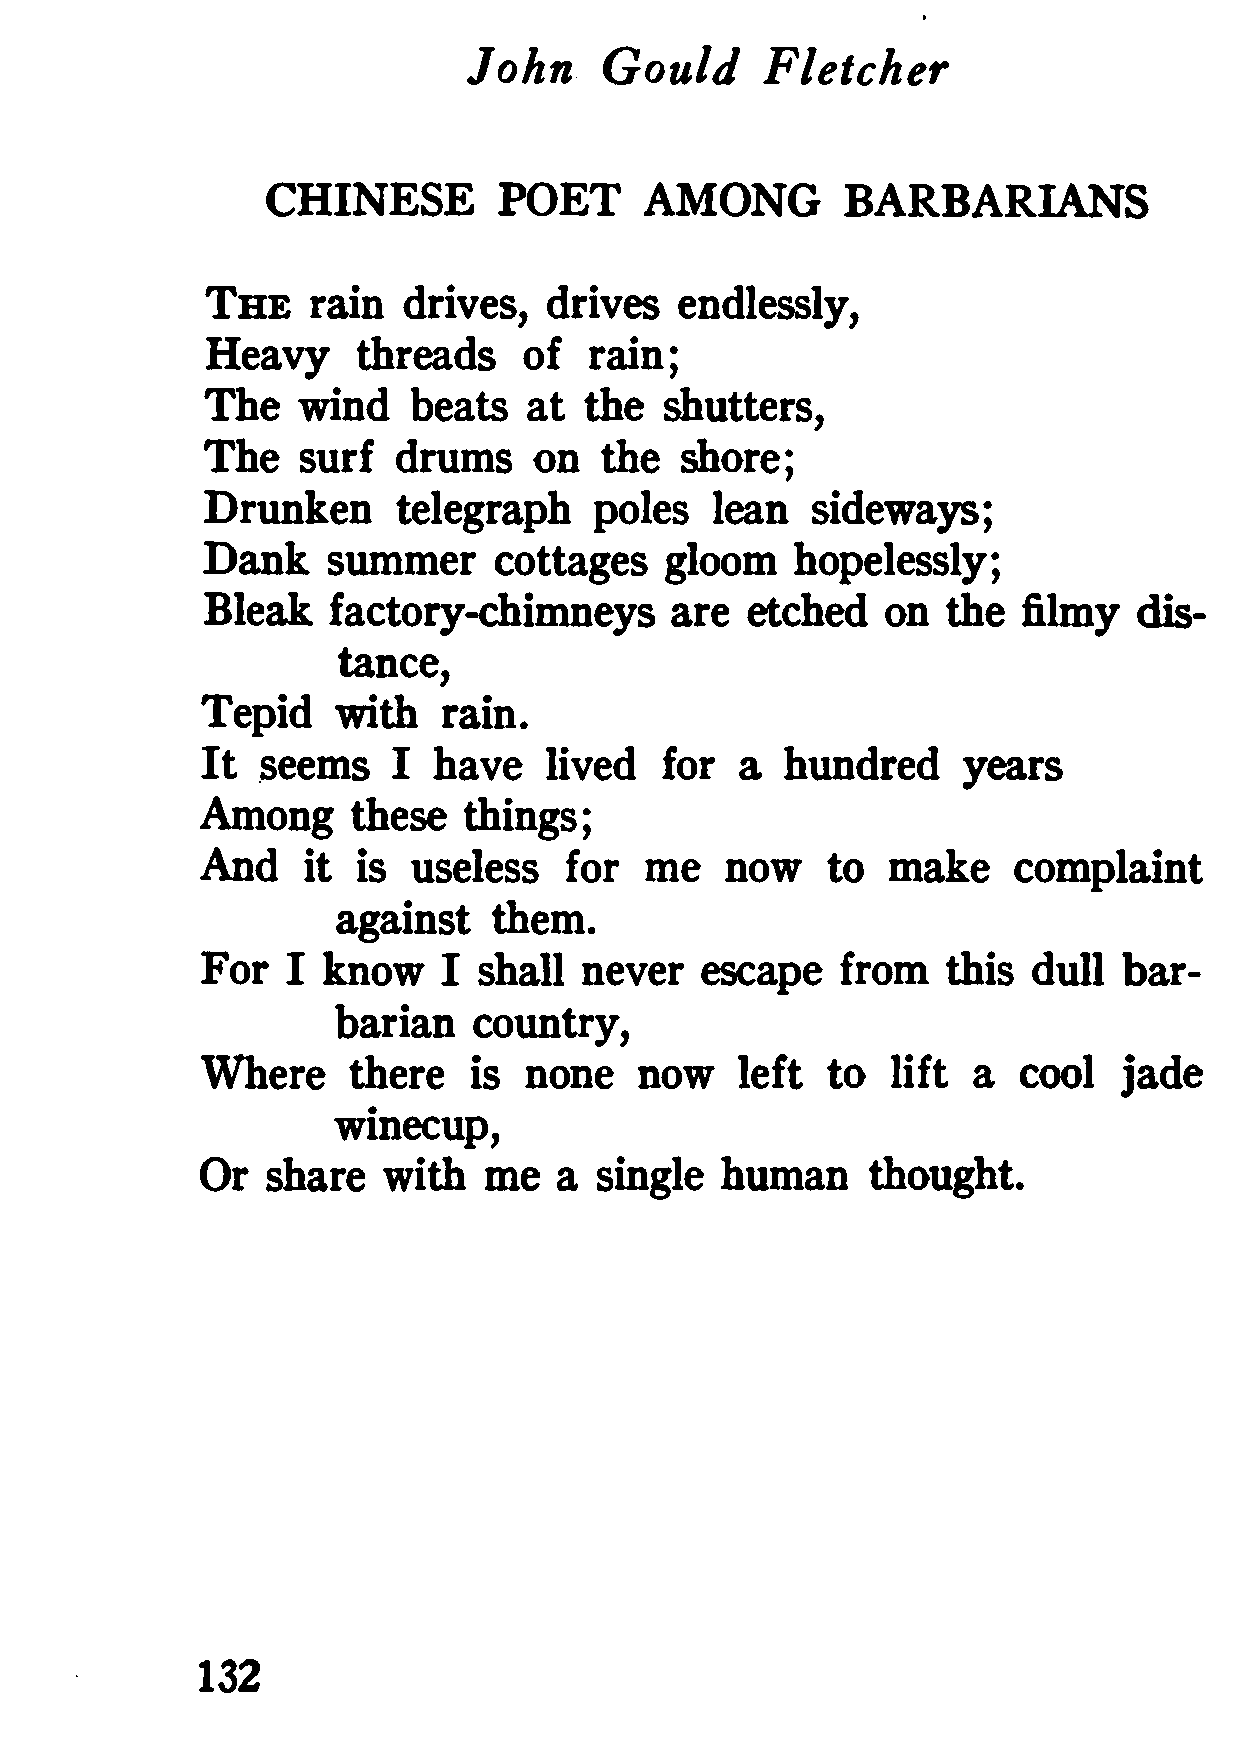 John Gould Fletcher
CHINESE POET AMONG BARBARIANS
THE rain drives, drives endlessly,
Heavy threads of rain;
The wind beats at the shutters,
The surf drums on the shore;
Drunken telegraph poles lean sideways;
Dank summer cottages gloom hopelessly;
Bleak factory-chimneys are etched on the filmy dis-
tance,
Tepid with rain.
It seems I have lived for a hundred years
Among these things;
And it is useless for me now to make complaint
against them.
For I know I shall never escape from this dull bar-
barian country,
Where there is none now left to lift a cool jade
winecup,
Or share with me a single human thought.
132